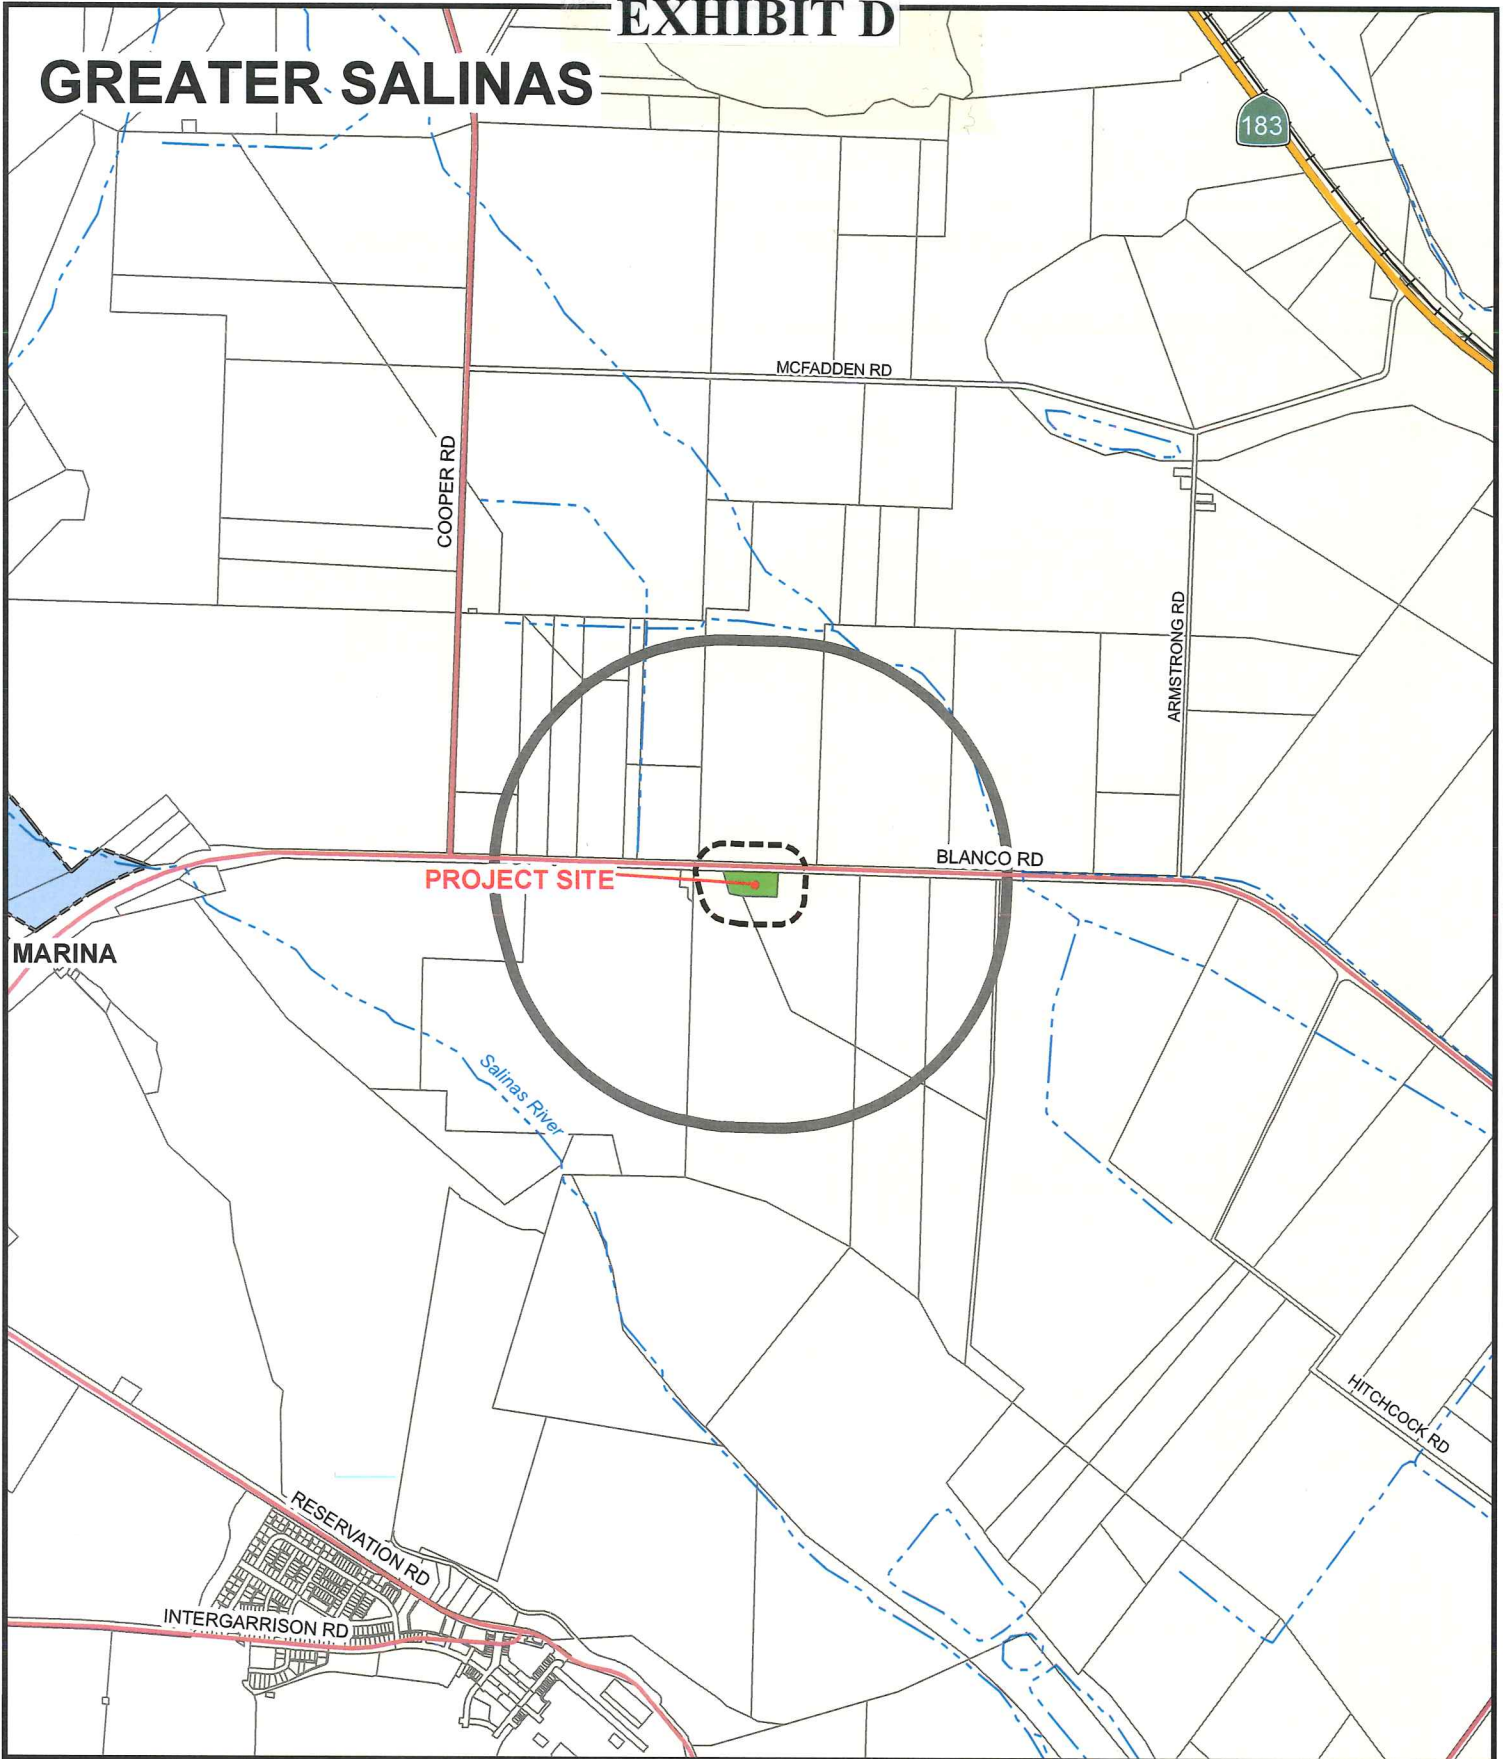 EXHIBIT D
GREATER SALINAS
183
MCFADDEN RD
COOPER RD
ARMSTRONG RD
BLANCO RD
PROJECT SITE
MARINA
Salinas River
HITCHCOCK RD
RESERVATION RD
INTERGARRISON RD